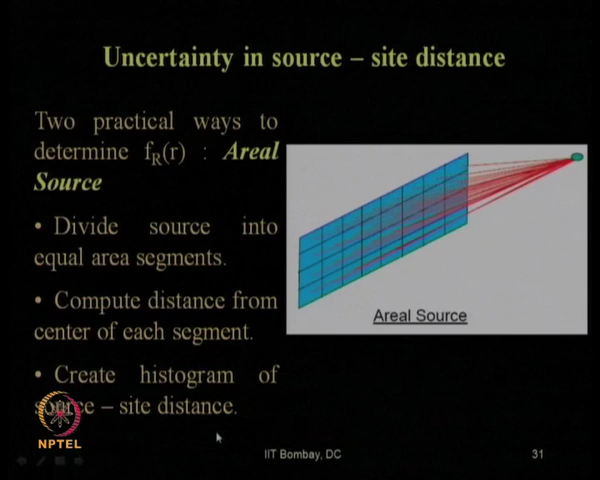 Uncertainty in source – site distance
Two practical ways to
determine fR(r) : Areal
Source
• Divide source into
equal area segments.
• Compute distance from
center of each segment.
• Create histogram of
source – site distance.
Areal Source
NPTEL
IIT Bombay, DC
31